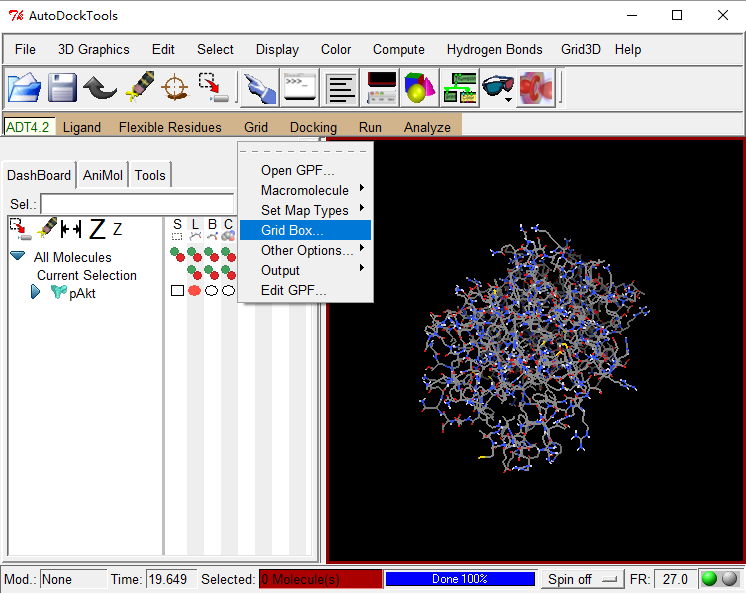 AutoDockTools
File 3D Graphics Edit Select Display Color Compute Hydrogen Bonds Grid3D Help
ADT4.2 Ligand Flexible Residues Grid Docking Run Analyze
DashBoard AniMol Tools
Sel.:
Z Z S L B C
All Molecules
Current Selection
pAkt
Open GPF...
Macromolecule
Set Map Types
Grid Box...
Other Options...
Output
Edit GPF...
Mod.: None Time: 19.649 Selected: 0 Molecule(s) Done 100% Spin off FR: 27.0